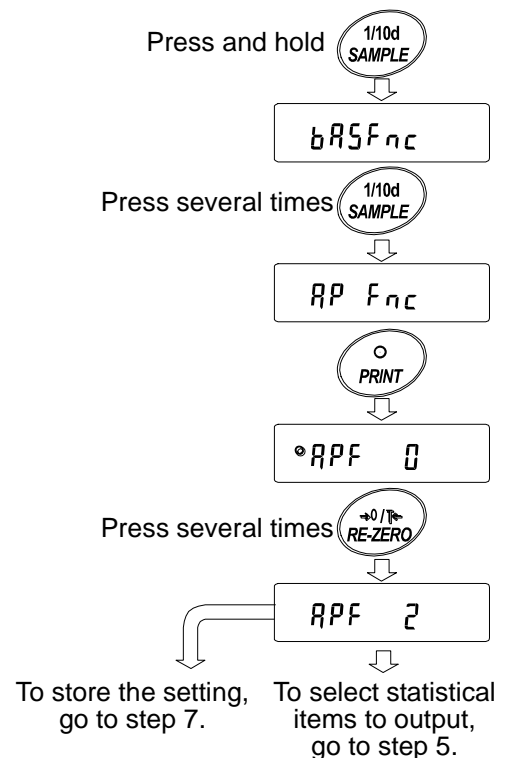 Press and hold
1/10d
SAMPLE
bASFnc
Press several times
1/10d
SAMPLE
AP Fnc
PRINT
APF 0
Press several times
→0/T←
RE-ZERO
APF 2
To store the setting,
go to step 7.
To select statistical
items to output,
go to step 5.